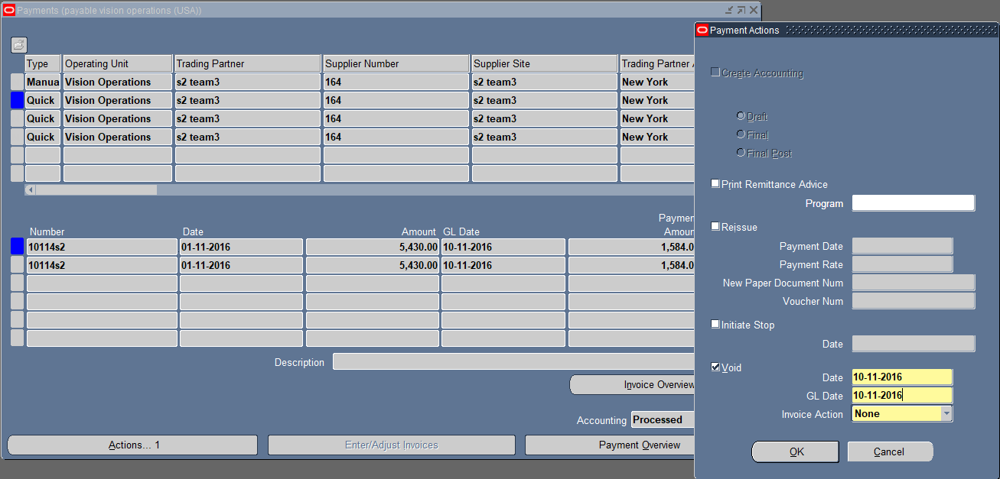 Payments (payable vision operations (USA))
Type Operating Unit Trading Partner Supplier Number Supplier Site Trading Partner
Manua Vision Operations s2 team3 164 s2 team3 New York
Quick Vision Operations s2 team3 164 s2 team3 New York
Quick Vision Operations s2 team3 164 s2 team3 New York
Quick Vision Operations s2 team3 164 s2 team3 New York
Paymen
Number Date Amount GL Date Amoun
10114s2 01-11-2016 5,430.00 10-11-2016 1,584.0
10114s2 01-11-2016 5,430.00 10-11-2016 1,584.0
Description
Invoice Overview
Accounting Processed
Actions... 1 Enter/Adjust Invoices Payment Overview
Payment Actions
Create Accounting
Draft
Final
Final Post
Print Remittance Advice
Program
Reissue
Payment Date
Payment Rate
New Paper Document Num
Voucher Num
Initiate Stop
Date
Void
Date 10-11-2016
GL Date 10-11-2016
Invoice Action None
OK Cancel